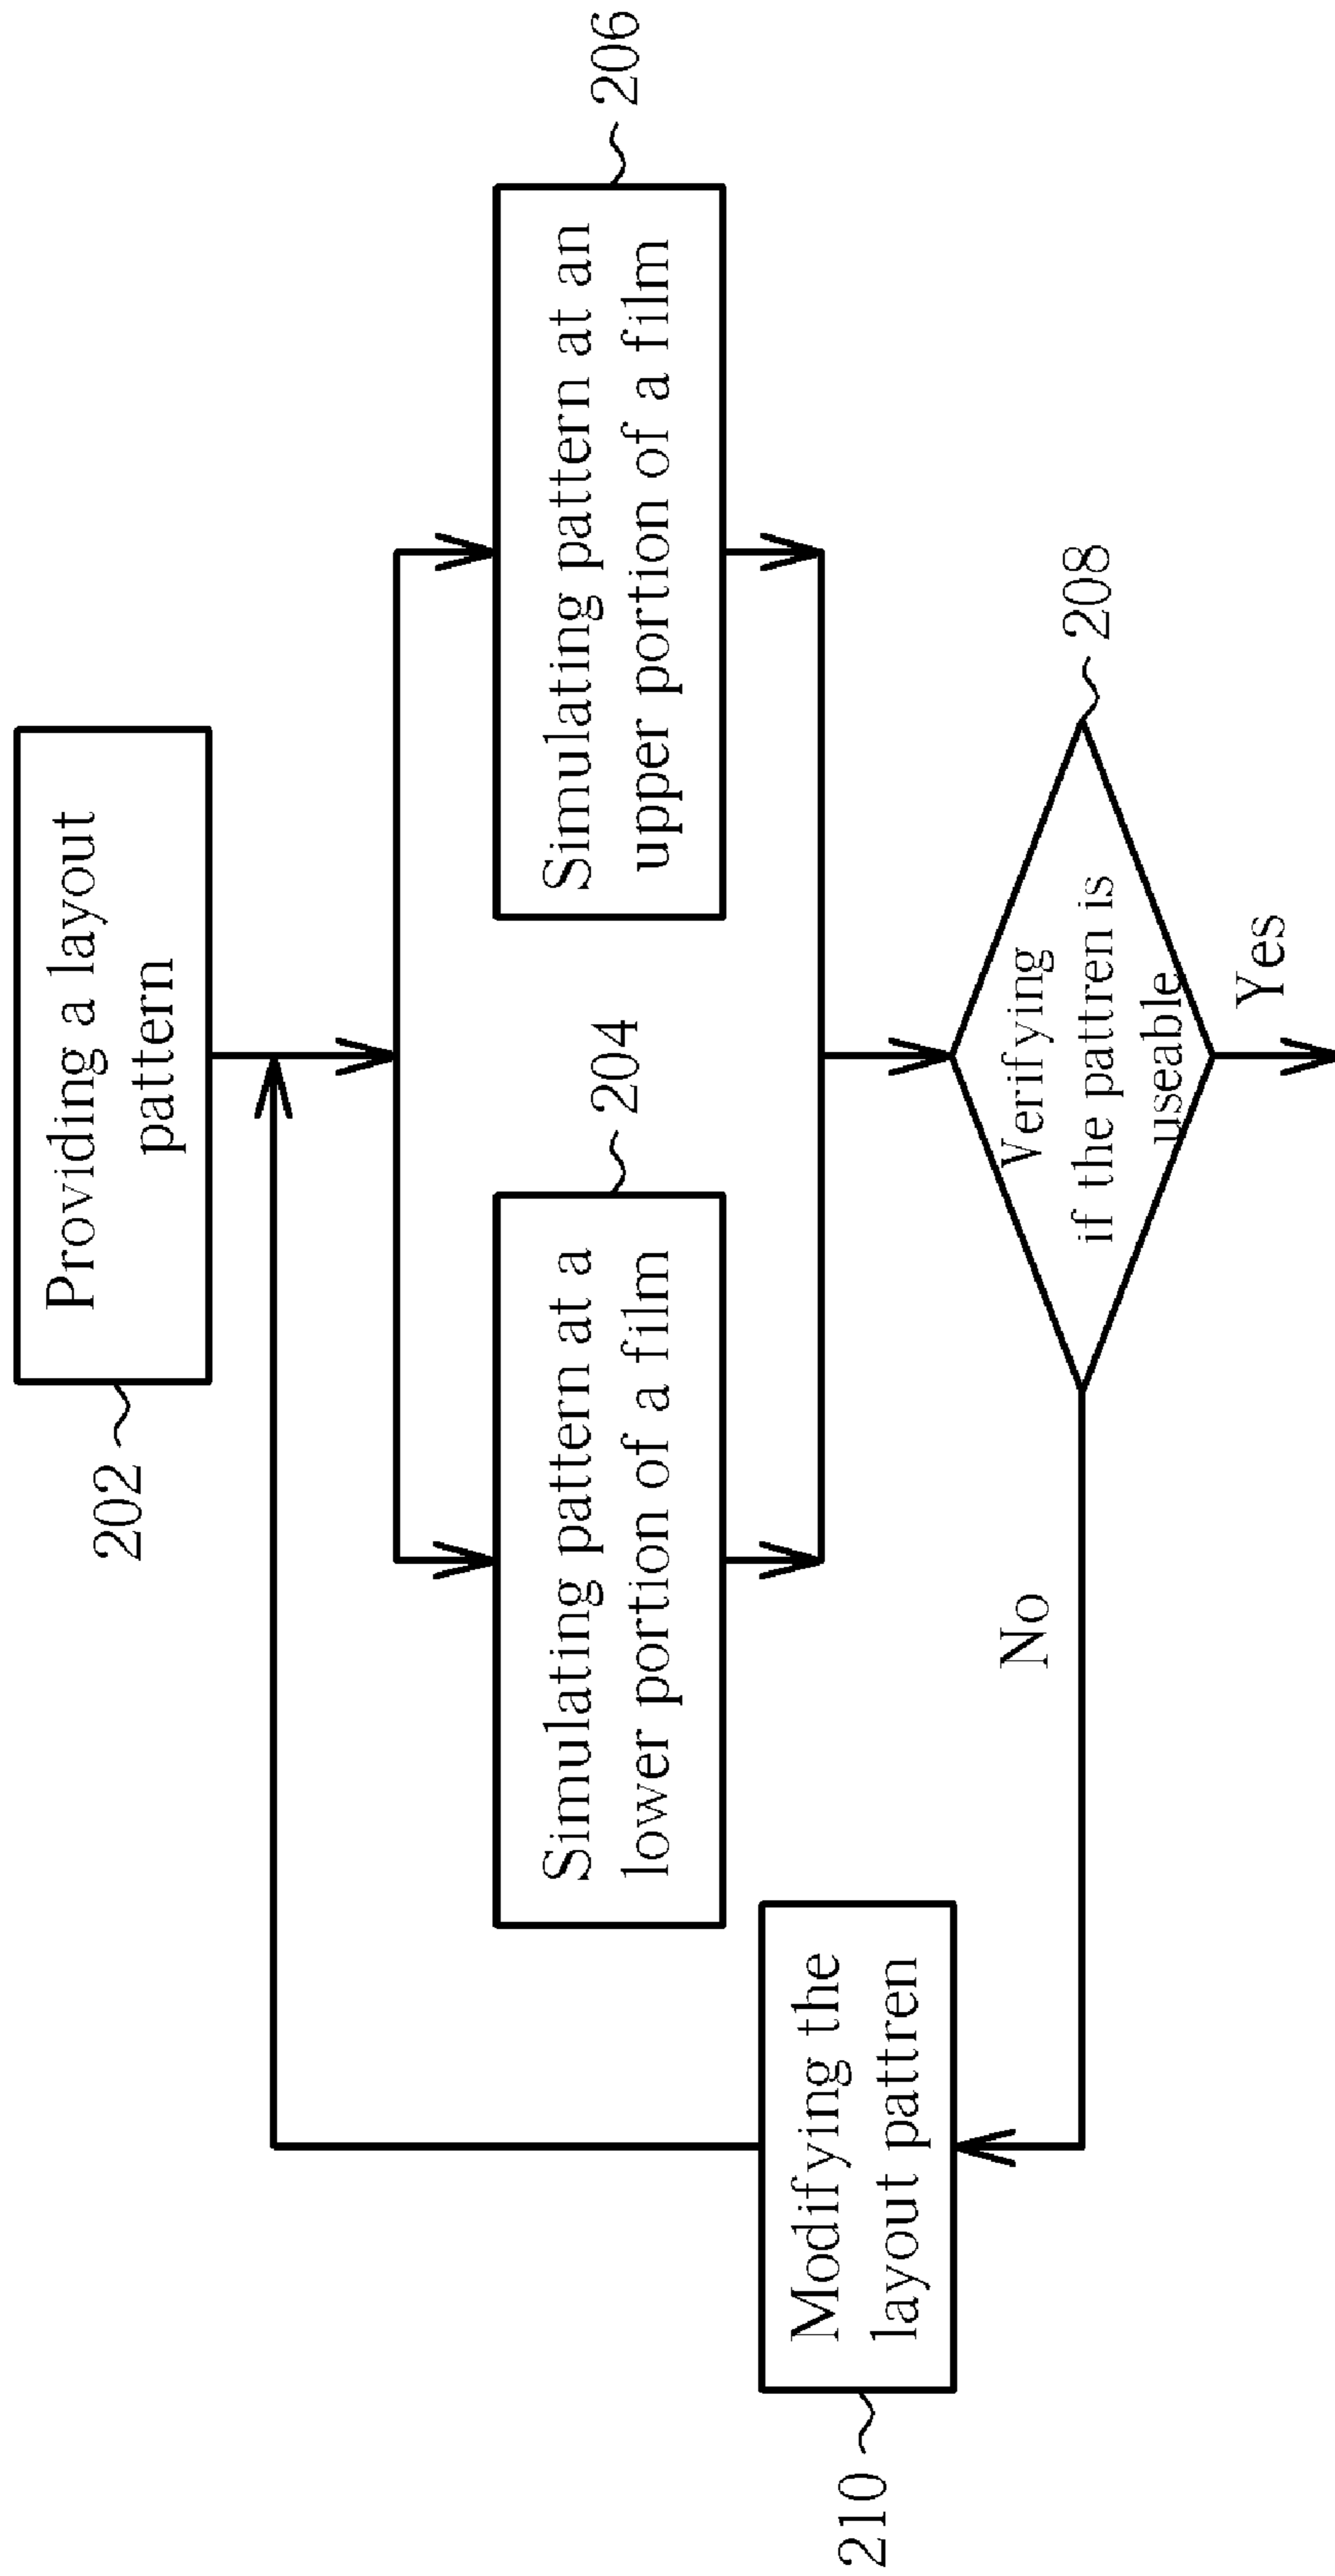 202
Providing a layout
pattern
Simulating pattern at a
lower portion of a film
204
Simulating pattern at an
upper portion of a film
206
Verifying
if the pattren is
useable
208
No
Yes
210
Modifying the
layout pattren